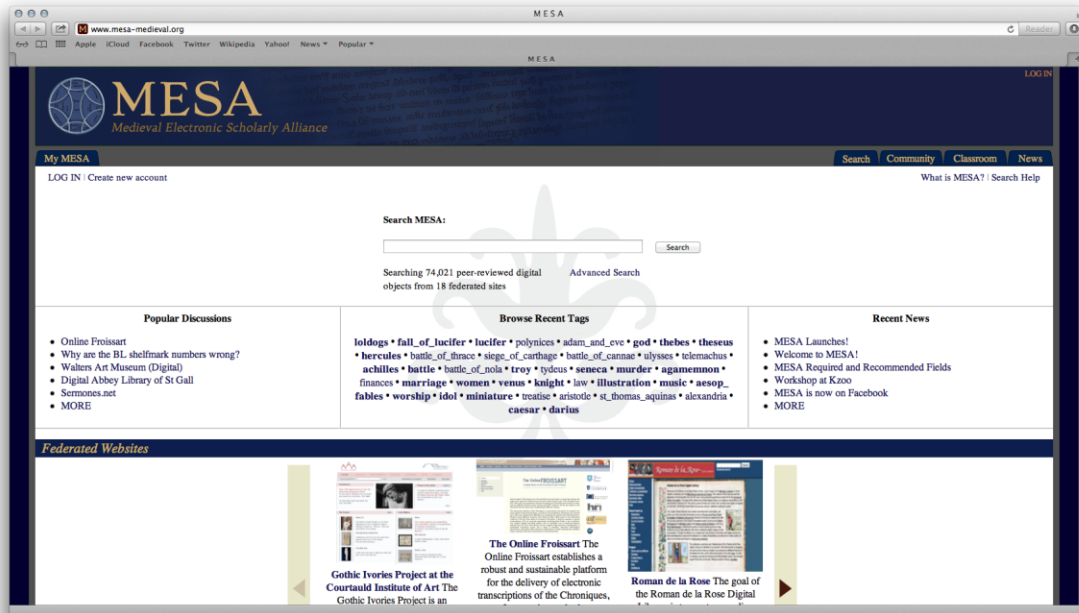 MESA
www.mesa-medieval.org
Reader
Apple iCloud Facebook Twitter Wikipedia Yahoo! News Popular
MESA
LOG IN
MESA
Medieval Electronic Scholarly Alliance
My MESA
Search Community Classroom News
LOG IN | Create new account
What is MESA? | Search Help
Search MESA:
Search
Searching 74,021 peer-reviewed digital
objects from 18 federated sites
Advanced Search
Popular Discussions
• Online Froissart
• Why are the BL shelfmark numbers wrong?
• Walters Art Museum (Digital)
• Digital Abbey Library of St Gall
• Sermones.net
• MORE
Browse Recent Tags
loldogs • fall_of_lucifer • lucifer • polynices • adam_and_eve • god • thebes • theseus
• hercules • battle_of_thrace • siege_of_carthage • battle_of_cannae • ulysses • telemachus •
achilles • battle • battle_of_nola • troy • tydeus • seneca • murder • agamemnon •
finances • marriage • women • venus • knight • law • illustration • music • aesop_
fables • worship • idol • miniature • treatise • aristotle • st_thomas_aquinas • alexandria •
caesar • darius
Recent News
• MESA Launches!
• Welcome to MESA!
• MESA Required and Recommended Fields
• Workshop at Kzoo
• MESA is now on Facebook
• MORE
Federated Websites
Gothic Ivories Project at the
Courtauld Institute of Art The
Gothic Ivories Project is an
The Online Froissart
The Online Froissart The
Online Froissart establishes a
robust and sustainable platform
for the delivery of electronic
transcriptions of the Chroniques,
Roman de la Rose
Roman de la Rose The goal of
the Roman de la Rose Digital